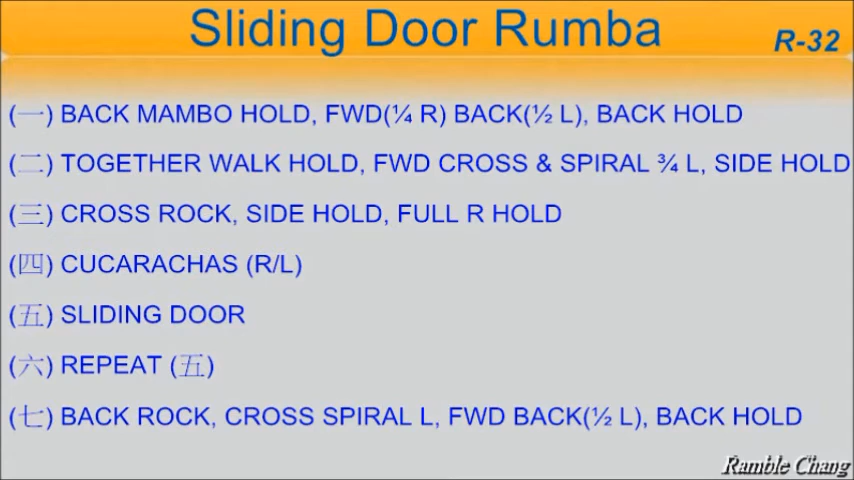 Sliding Door Rumba
R-32
(一) BACK MAMBO HOLD, FWD(¼ R) BACK(½ L), BACK HOLD
(二) TOGETHER WALK HOLD, FWD CROSS & SPIRAL ¾ L, SIDE HOLD
(三) CROSS ROCK, SIDE HOLD, FULL R HOLD
(四) CUCARACHAS (R/L)
(五) SLIDING DOOR
(六) REPEAT (五)
(七) BACK ROCK, CROSS SPIRAL L, FWD BACK(½ L), BACK HOLD
Ramble Chang